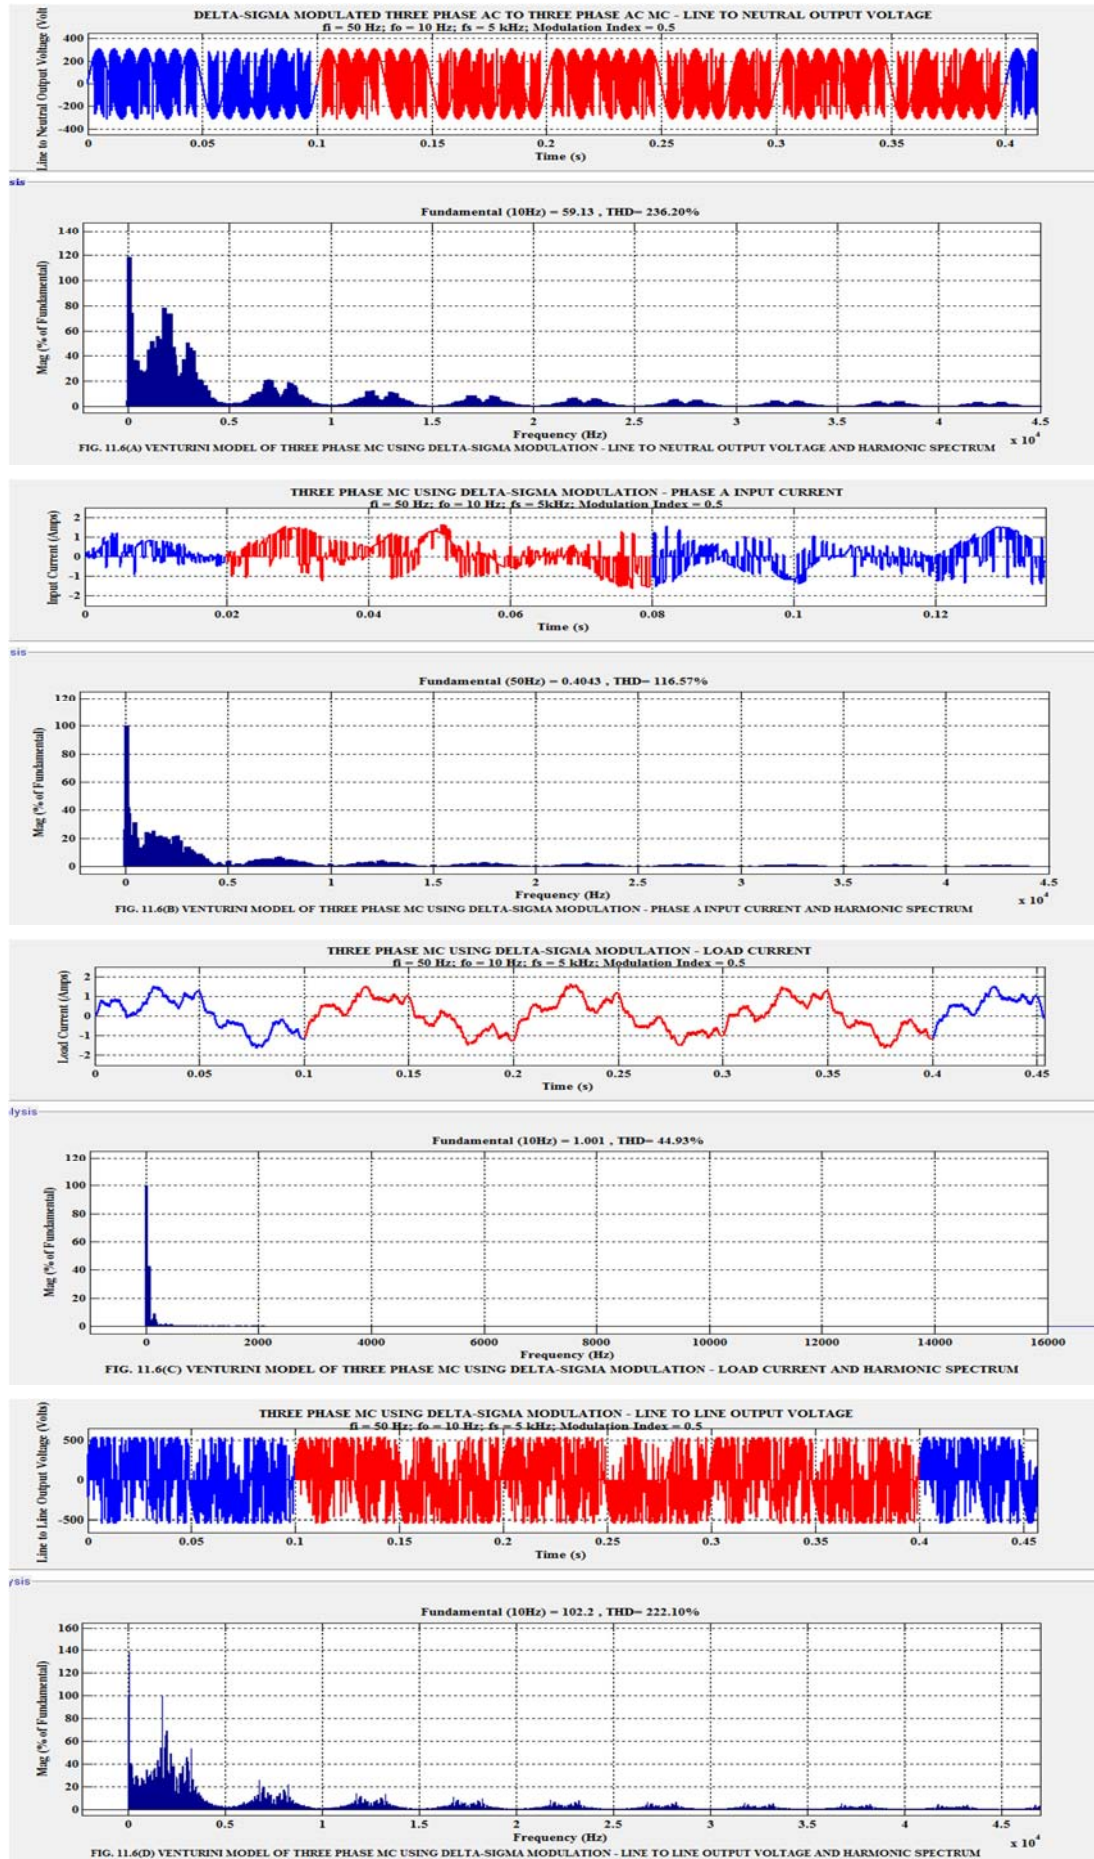 DELTA-SIGMA MODULATED THREE PHASE AC TO THREE PHASE AC MC - LINE TO NEUTRAL OUTPUT VOLTAGE
fi = 50 Hz; fo = 10 Hz; fs = 5 kHz; Modulation Index = 0.5
Line to Neutral Output Voltage (Volt
400
200
0
-200
-400
0 0.05 0.1 0.15 0.2 0.25 0.3 0.35 0.4
Time (s)
sis
Fundamental (10Hz) = 59.13 , THD= 236.20%
Mag (% of Fundamental)
140
120
100
80
60
40
20
0
0 0.5 1 1.5 2 2.5 3 3.5 4 4.5
Frequency (Hz)
x 10^4
FIG. 11.6(A) VENTURINI MODEL OF THREE PHASE MC USING DELTA-SIGMA MODULATION - LINE TO NEUTRAL OUTPUT VOLTAGE AND HARMONIC SPECTRUM
THREE PHASE MC USING DELTA-SIGMA MODULATION - PHASE A INPUT CURRENT
fi = 50 Hz; fo = 10 Hz; fs = 5kHz; Modulation Index = 0.5
Input Current (Amps)
2
1
0
-1
-2
0 0.02 0.04 0.06 0.08 0.1 0.12
Time (s)
sis
Fundamental (50Hz) = 0.4043 , THD= 116.57%
Mag (% of Fundamental)
120
100
80
60
40
20
0
0 0.5 1 1.5 2 2.5 3 3.5 4 4.5
Frequency (Hz)
x 10^4
FIG. 11.6(B) VENTURINI MODEL OF THREE PHASE MC USING DELTA-SIGMA MODULATION - PHASE A INPUT CURRENT AND HARMONIC SPECTRUM
THREE PHASE MC USING DELTA-SIGMA MODULATION - LOAD CURRENT
fi = 50 Hz; fo = 10 Hz; fs = 5 kHz; Modulation Index = 0.5
Load Current (Amps)
2
1
0
-1
-2
0 0.05 0.1 0.15 0.2 0.25 0.3 0.35 0.4 0.45
Time (s)
lysis
Fundamental (10Hz) = 1.001 , THD= 44.93%
Mag (% of Fundamental)
120
100
80
60
40
20
0
0 2000 4000 6000 8000 10000 12000 14000 16000
Frequency (Hz)
FIG. 11.6(C) VENTURINI MODEL OF THREE PHASE MC USING DELTA-SIGMA MODULATION - LOAD CURRENT AND HARMONIC SPECTRUM
THREE PHASE MC USING DELTA-SIGMA MODULATION - LINE TO LINE OUTPUT VOLTAGE
fi = 50 Hz; fo = 10 Hz; fs = 5 kHz; Modulation Index = 0.5
Line to Line Output Voltage (Volts)
500
0
-500
0 0.05 0.1 0.15 0.2 0.25 0.3 0.35 0.4 0.45
Time (s)
ysis
Fundamental (10Hz) = 102.2 , THD= 222.10%
Mag (% of Fundamental)
160
140
120
100
80
60
40
20
0
0 0.5 1 1.5 2 2.5 3 3.5 4 4.5
Frequency (Hz)
x 10^4
FIG. 11.6(D) VENTURINI MODEL OF THREE PHASE MC USING DELTA-SIGMA MODULATION - LINE TO LINE OUTPUT VOLTAGE AND HARMONIC SPECTRUM